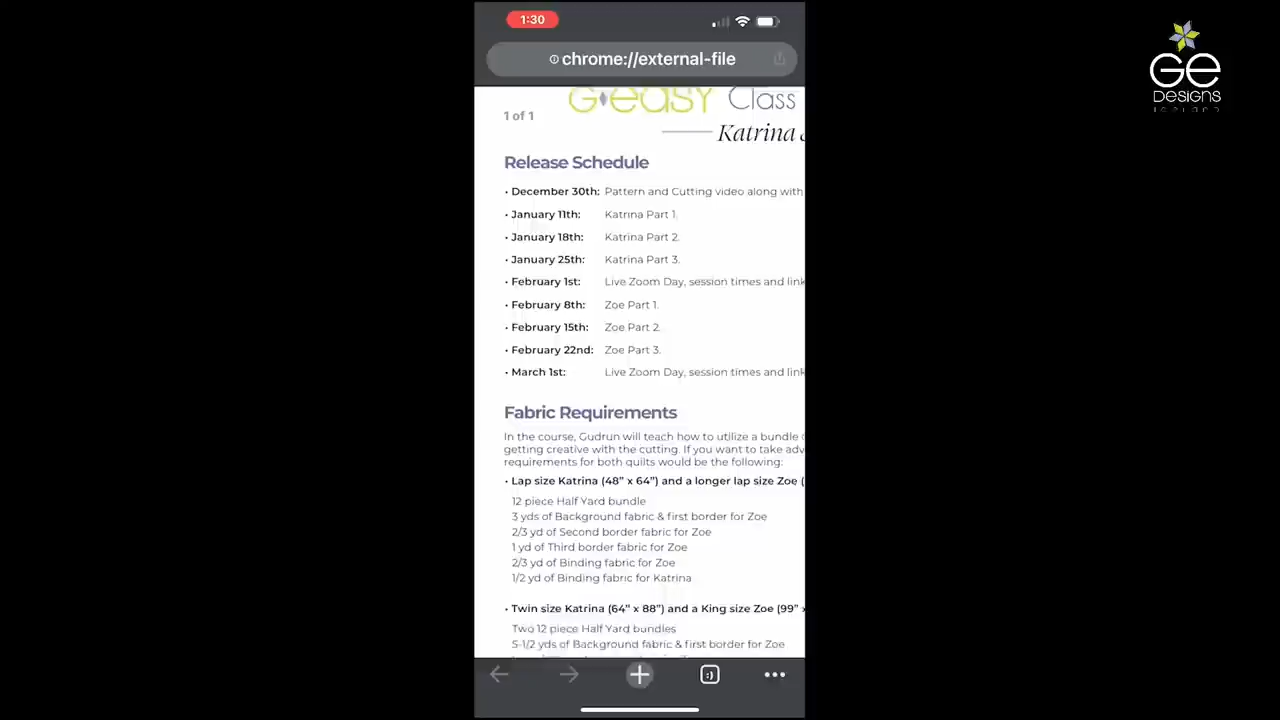 1:30
chrome://external-file
GE
DESIGNS
G-easy Class
1 of 1
Katrina
Release Schedule
• December 30th: Pattern and Cutting video along with
• January 11th: Katrina Part 1.
• January 18th: Katrina Part 2.
• January 25th: Katrina Part 3.
• February 1st: Live Zoom Day, session times and link
• February 8th: Zoe Part 1.
• February 15th: Zoe Part 2.
• February 22nd: Zoe Part 3.
• March 1st: Live Zoom Day, session times and link
Fabric Requirements
In the course, Gudrun will teach how to utilize a bundle
getting creative with the cutting. If you want to take adv
requirements for both quilts would be the following:
• Lap size Katrina (48” x 64”) and a longer lap size Zoe (
12 piece Half Yard bundle
3 yds of Background fabric & first border for Zoe
2/3 yd of Second border fabric for Zoe
1 yd of Third border fabric for Zoe
2/3 yd of Binding fabric for Zoe
1/2 yd of Binding fabric for Katrina
• Twin size Katrina (64” x 88”) and a King size Zoe (99”
Two 12 piece Half Yard bundles
5-1/2 yds of Background fabric & first border for Zoe
:)